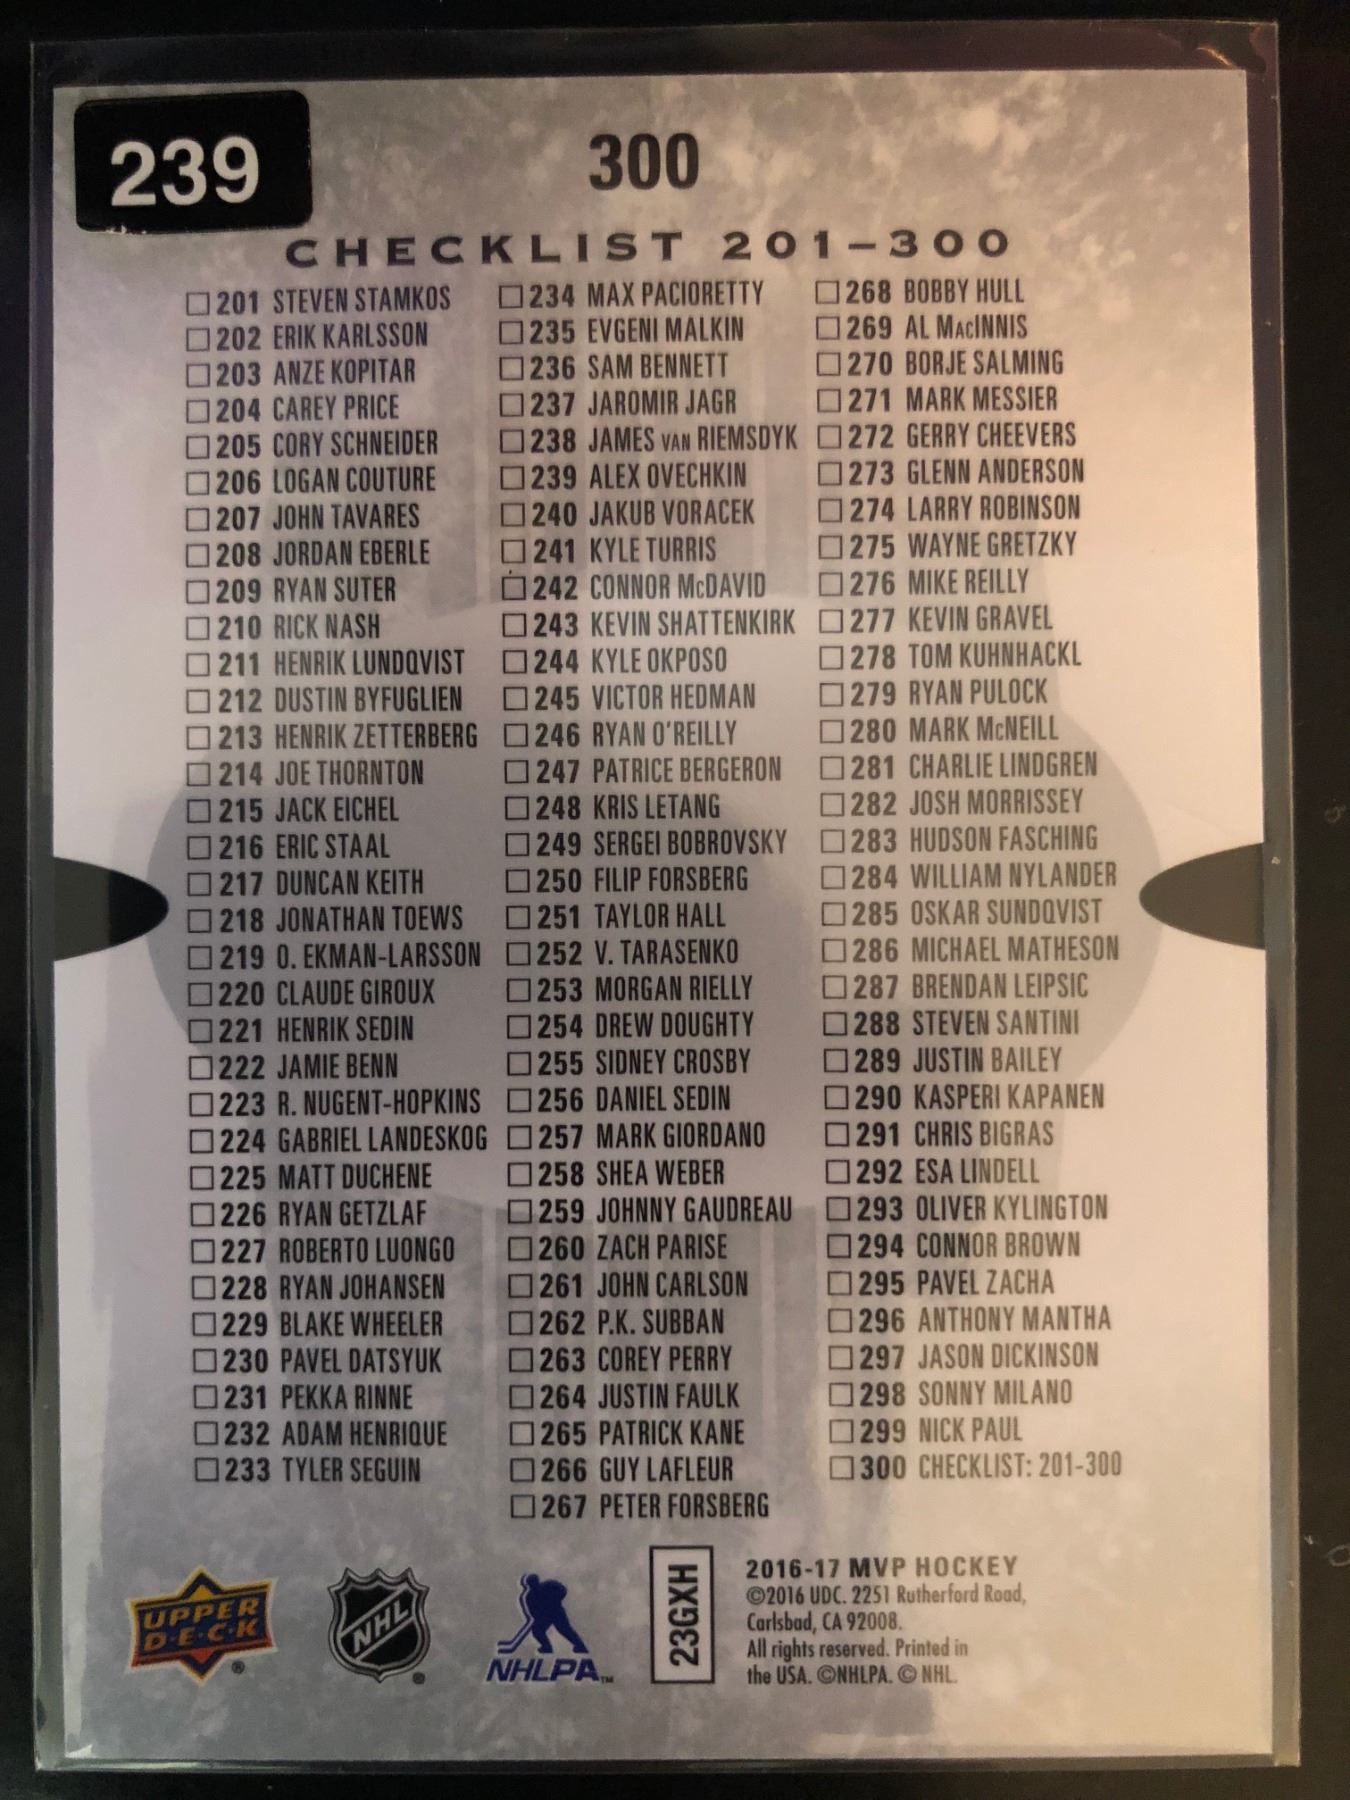 239
300
CHECKLIST 201–300
201 STEVEN STAMKOS
202 ERIK KARLSSON
203 ANZE KOPITAR
204 CAREY PRICE
205 CORY SCHNEIDER
206 LOGAN COUTURE
207 JOHN TAVARES
208 JORDAN EBERLE
209 RYAN SUTER
210 RICK NASH
211 HENRIK LUNDQVIST
212 DUSTIN BYFUGLIEN
213 HENRIK ZETTERBERG
214 JOE THORNTON
215 JACK EICHEL
216 ERIC STAAL
217 DUNCAN KEITH
218 JONATHAN TOEWS
219 O. EKMAN-LARSSON
220 CLAUDE GIROUX
221 HENRIK SEDIN
222 JAMIE BENN
223 R. NUGENT-HOPKINS
224 GABRIEL LANDESKOG
225 MATT DUCHENE
226 RYAN GETZLAF
227 ROBERTO LUONGO
228 RYAN JOHANSEN
229 BLAKE WHEELER
230 PAVEL DATSYUK
231 PEKKA RINNE
232 ADAM HENRIQUE
233 TYLER SEGUIN
234 MAX PACIORETTY
235 EVGENI MALKIN
236 SAM BENNETT
237 JAROMIR JAGR
238 JAMES VAN RIEMSDYK
239 ALEX OVECHKIN
240 JAKUB VORACEK
241 KYLE TURRIS
242 CONNOR McDAVID
243 KEVIN SHATTENKIRK
244 KYLE OKPOSO
245 VICTOR HEDMAN
246 RYAN O'REILLY
247 PATRICE BERGERON
248 KRIS LETANG
249 SERGEI BOBROVSKY
250 FILIP FORSBERG
251 TAYLOR HALL
252 V. TARASENKO
253 MORGAN RIELLY
254 DREW DOUGHTY
255 SIDNEY CROSBY
256 DANIEL SEDIN
257 MARK GIORDANO
258 SHEA WEBER
259 JOHNNY GAUDREAU
260 ZACH PARISE
261 JOHN CARLSON
262 P.K. SUBBAN
263 COREY PERRY
264 JUSTIN FAULK
265 PATRICK KANE
266 GUY LAFLEUR
267 PETER FORSBERG
268 BOBBY HULL
269 AL MacINNIS
270 BORJE SALMING
271 MARK MESSIER
272 GERRY CHEEVERS
273 GLENN ANDERSON
274 LARRY ROBINSON
275 WAYNE GRETZKY
276 MIKE REILLY
277 KEVIN GRAVEL
278 TOM KUHNHACKL
279 RYAN PULOCK
280 MARK McNEILL
281 CHARLIE LINDGREN
282 JOSH MORRISSEY
283 HUDSON FASCHING
284 WILLIAM NYLANDER
285 OSKAR SUNDQVIST
286 MICHAEL MATHESON
287 BRENDAN LEIPSIC
288 STEVEN SANTINI
289 JUSTIN BAILEY
290 KASPERI KAPANEN
291 CHRIS BIGRAS
292 ESA LINDELL
293 OLIVER KYLINGTON
294 CONNOR BROWN
295 PAVEL ZACHA
296 ANTHONY MANTHA
297 JASON DICKINSON
298 SONNY MILANO
299 NICK PAUL
300 CHECKLIST: 201-300
UPPER
D·E·C·K
®
NHL
®
NHLPA™
23GXH
2016-17 MVP HOCKEY
©2016 UDC. 2251 Rutherford Road,
Carlsbad, CA 92008.
All rights reserved. Printed in
the USA. ©NHLPA. © NHL.